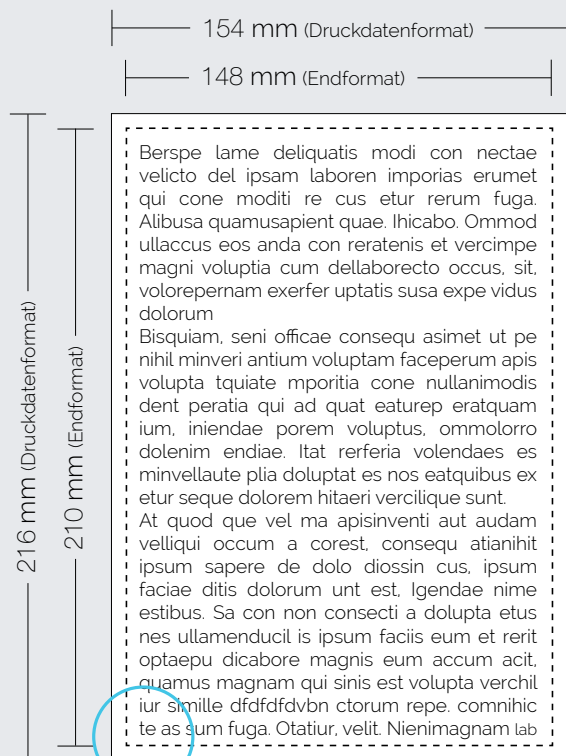 154 mm (Druckdatenformat)
148 mm (Endformat)
216 mm (Druckdatenformat)
210 mm (Endformat)
Berspe lame deliquatis modi con nectae
velicto del ipsam laboren imporias erumet
qui cone moditi re cus etur rerum fuga.
Alibusa quamusapient quae. Ihicabo. Ommod
ullaccus eos anda con reratenis et vercimpe
magni voluptia cum dellaborecto occus, sit,
volorepernam exerfer uptatis susa expe vidus
dolorum
Bisquiam, seni officae consequ asimet ut pe
nihil minveri antium voluptam faceperum apis
volupta tquiate mporitia cone nullanimodis
dent peratia qui ad quat eaturep eratquam
ium, iniendae porem voluptus, ommolorro
dolenim endiae. Itat rerferia volendaes es
minvellaute plia doluptat es nos eatquibus ex
etur seque dolorem hitaeri vercilique sunt.
At quod que vel ma apisinventi aut audam
velliqui occum a corest, consequ atianihit
ipsum sapere de dolo diossin cus, ipsum
faciae ditis dolorum unt est, Igendae nime
estibus. Sa con non consecti a dolupta etus
nes ullamenducil is ipsum faciis eum et rerit
optaepu dicabore magnis eum accum acit,
quamus magnam qui sinis est volupta verchil
iur simille dfdfdfdvbn ctorum repe. comnihic
te as sum fuga. Otatiur, velit. Nienimagnam lab